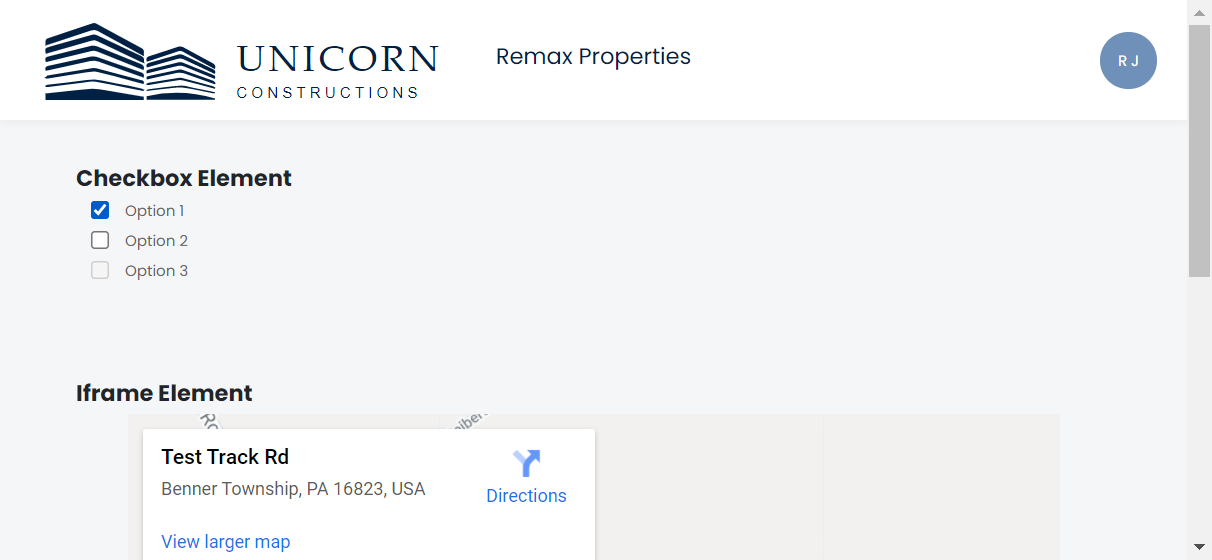 UNICORN
CONSTRUCTIONS
Remax Properties
R J
Checkbox Element
Option 1
Option 2
Option 3
Iframe Element
Test Track Rd
Benner Township, PA 16823, USA
Directions
View larger map